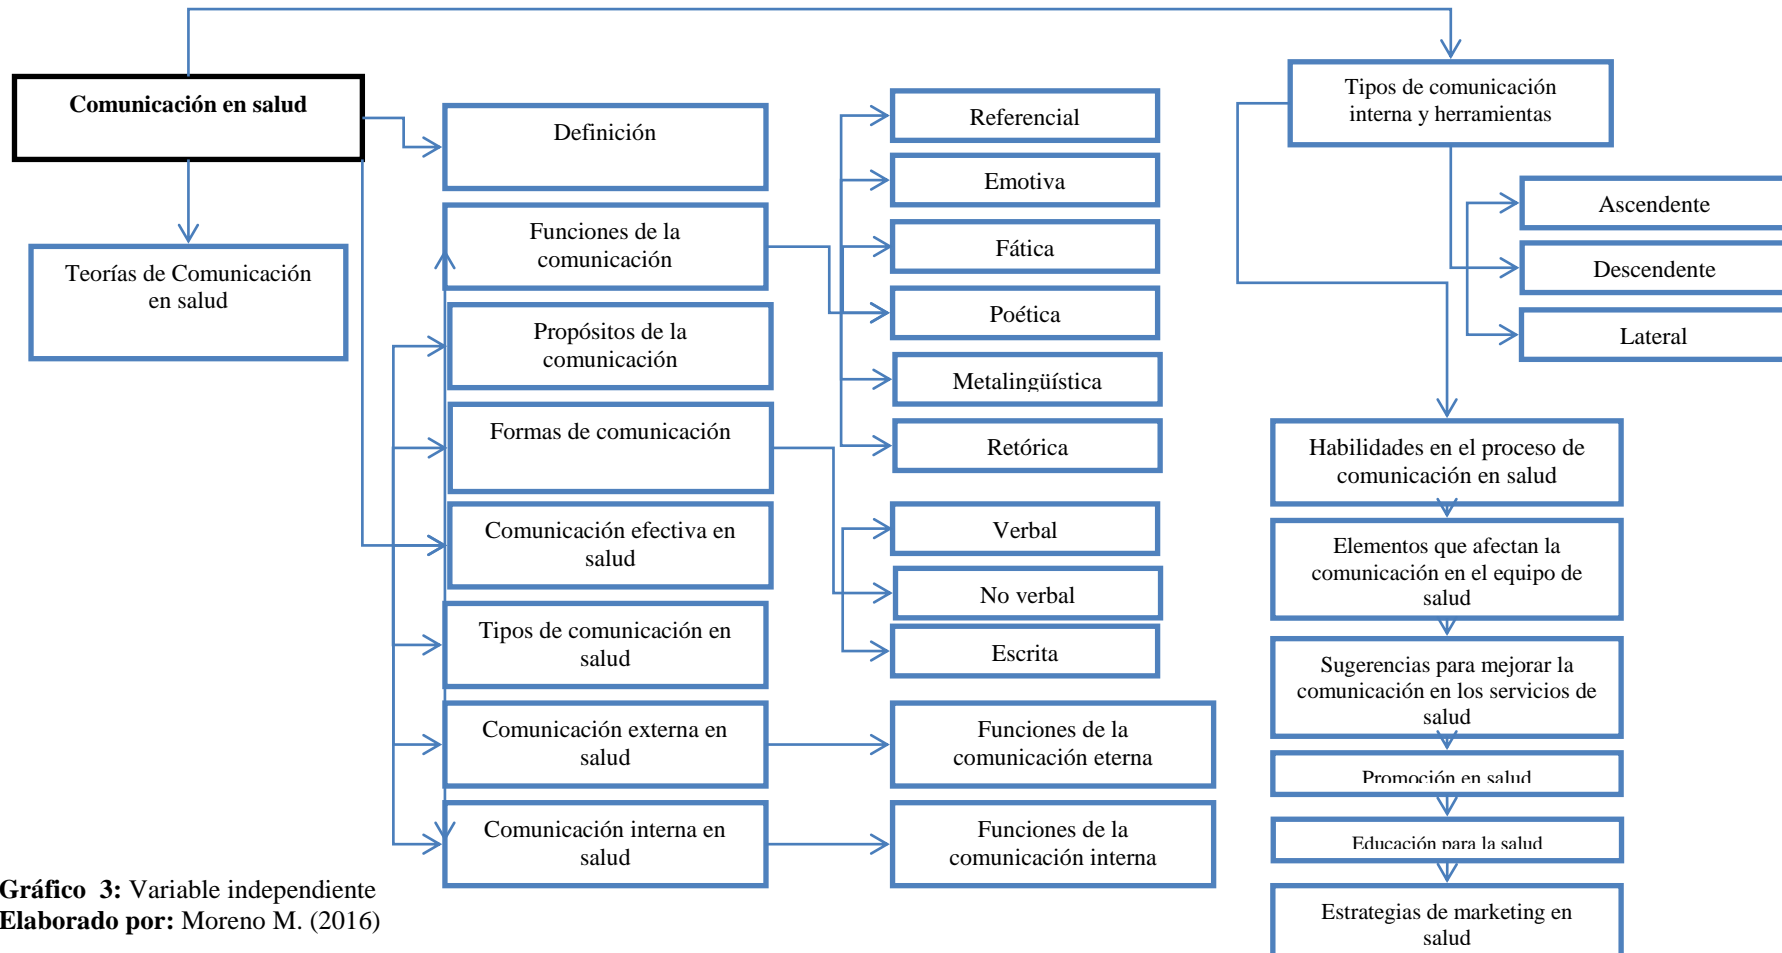 Comunicación en salud
Teorías de Comunicación
en salud
Definición
Funciones de la
comunicación
Propósitos de la
comunicación
Formas de comunicación
Comunicación efectiva en
salud
Tipos de comunicación en
salud
Comunicación externa en
salud
Comunicación interna en
salud
Referencial
Emotiva
Fática
Poética
Metalingüística
Retórica
Verbal
No verbal
Escrita
Funciones de la
comunicación eterna
Funciones de la
comunicación interna
Tipos de comunicación
interna y herramientas
Ascendente
Descendente
Lateral
Habilidades en el proceso de
comunicación en salud
Elementos que afectan la
comunicación en el equipo de
salud
Sugerencias para mejorar la
comunicación en los servicios de
salud
Promoción en salud
Educación para la salud
Estrategias de marketing en
salud
Gráfico 3: Variable independiente
Elaborado por: Moreno M. (2016)